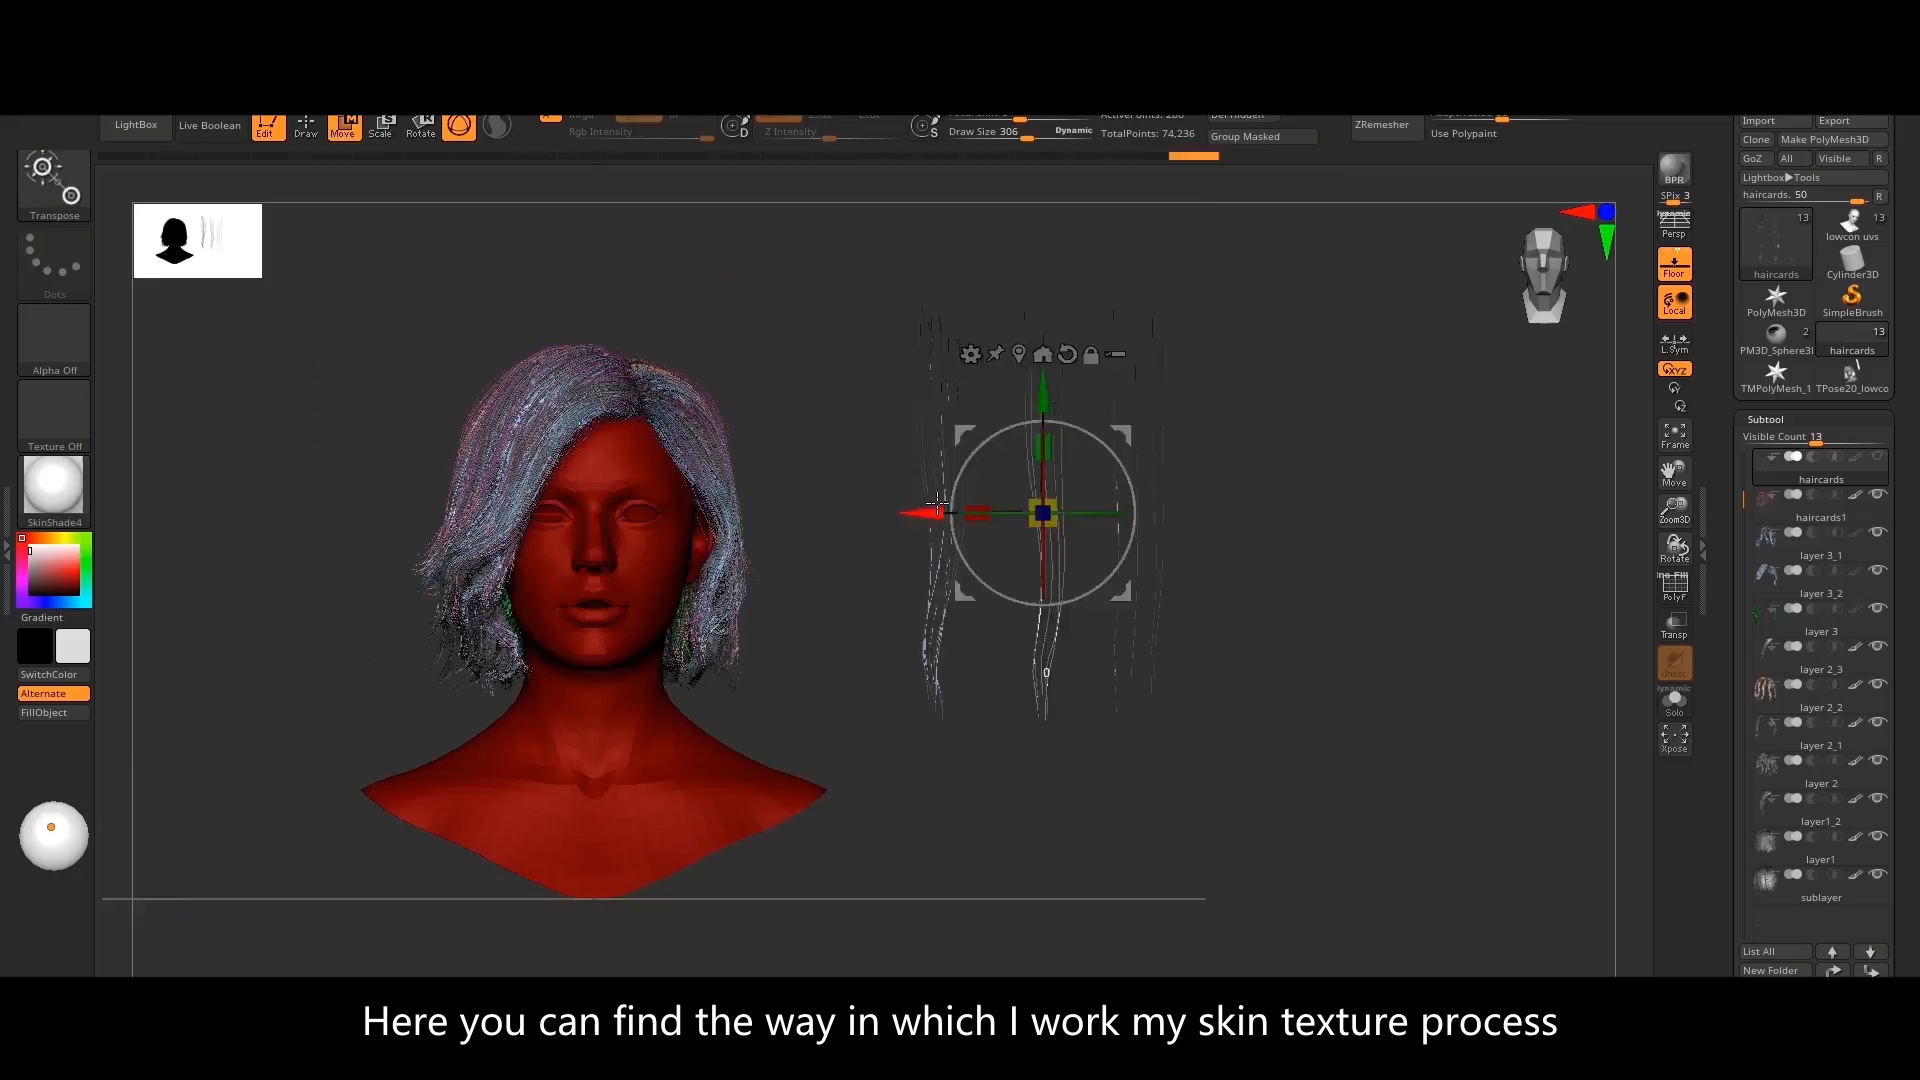 LightBox
Live Boolean
Edit
Draw
Move
Scale
Rotate
Rgb Intensity
Z Intensity
Draw Size 306
Dynamic
TotalPoints: 74,236
Group Masked
ZRemesher
Use Polypaint
Import
Export
Clone
Make PolyMesh3D
GoZ
All
Visible
R
Lightbox▶Tools
haircards. 50
R
Transpose
Dots
Alpha Off
Texture Off
SkinShade4
Gradient
SwitchColor
Alternate
FillObject
BPR
SPix 3
Dynamic
Persp
Floor
Local
L.Sym
XYZ
Frame
Move
Zoom3D
Rotate
PolyF
Transp
Ghost
Dynamic
Solo
Xpose
13
haircards
13
lowcon uvs
Cylinder3D
PolyMesh3D
SimpleBrush
2
PM3D_Sphere3I
13
haircards
TMPolyMesh_1
TPose20_lowco
Subtool
Visible Count 13
haircards
haircards1
layer 3_1
layer 3_2
layer 3
layer 2_3
layer 2_2
layer 2_1
layer 2
layer1_2
layer1
sublayer
List All
New Folder
Here you can find the way in which I work my skin texture process